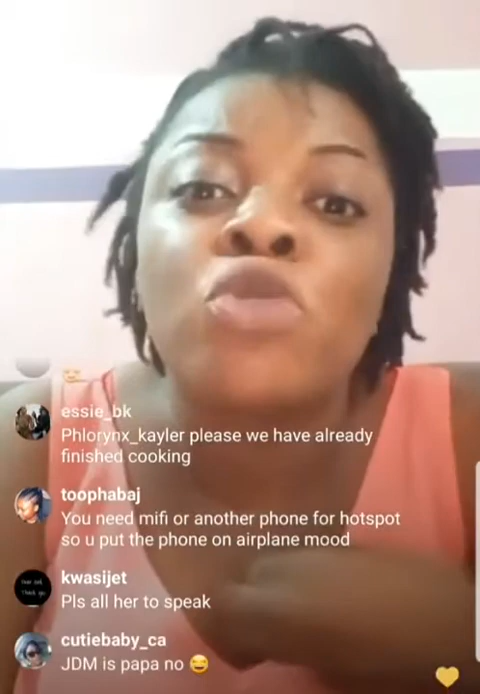 essie_bk
Phlorynx_kayler please we have already
finished cooking
toophabaj
You need mifi or another phone for hotspot
so u put the phone on airplane mood
kwasijet
Pls all her to speak
cutiebaby_ca
JDM is papa no 😂